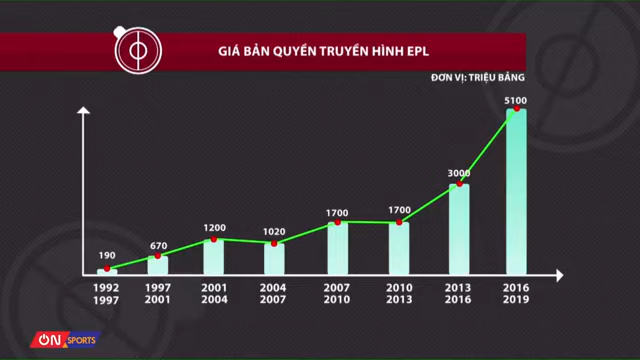 GIÁ BẢN QUYỀN TRUYỀN HÌNH EPL
ĐƠN VỊ: TRIỆU BẢNG
190
670
1200
1020
1700
1700
3000
5100
1992 1997 2001 2004 2007 2010 2013 2016
1997 2001 2004 2007 2010 2013 2016 2019
ON SPORTS